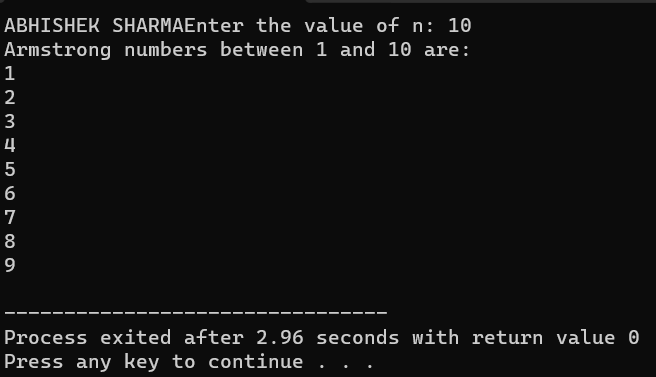 ABHISHEK SHARMAEnter the value of n: 10
Armstrong numbers between 1 and 10 are:
1
2
3
4
5
6
7
8
9
--------------------------------
Process exited after 2.96 seconds with return value 0
Press any key to continue . . .